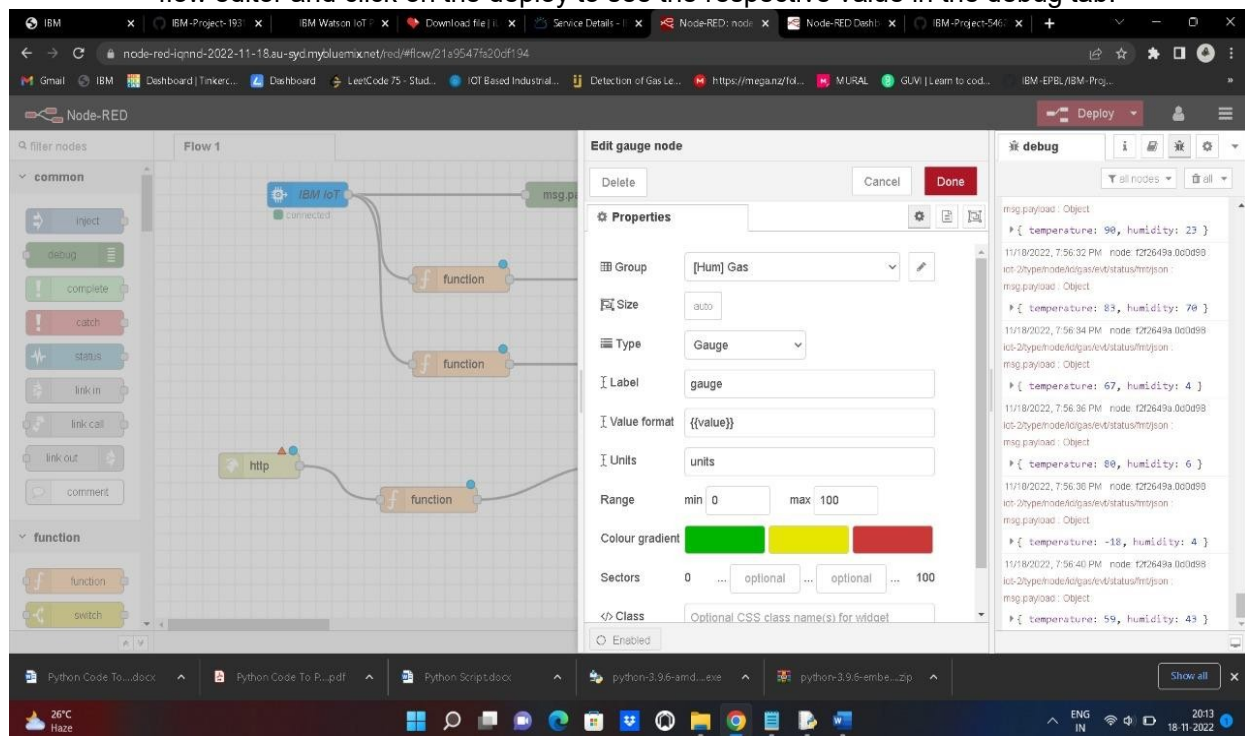 flow editor and click on the deploy to see the respective value in the debug tab.
IBM
IBM-Project-193
IBM Watson IoT P
Download file | iL
Service Details - I
Node-RED: node
Node-RED Dashb
IBM-Project-546
node-red-iqnnd-2022-11-18.au-syd.mybluemix.net/red/#flow/21a9547fa20df194
Gmail
IBM
Dashboard | Tinkerc...
Dashboard
LeetCode 75 - Stud...
IOT Based Industrial...
Detection of Gas Le...
https://mega.nz/fol...
MURAL
GUVI | Learn to cod...
IBM-EPBL/IBM-Proj...
Node-RED
Deploy
filter nodes
common
inject
debug
complete
catch
status
link in
link call
link out
comment
function
function
switch
Flow 1
IBM IoT
connected
msg.pa
function
function
http
function
Edit gauge node
Delete
Cancel
Done
Properties
Group [Hum] Gas
Size auto
Type Gauge
Label gauge
Value format {{value}}
Units units
Range min 0 max 100
Colour gradient
Sectors 0 ... optional ... optional ... 100
</> Class Optional CSS class name(s) for widget
Enabled
debug
all nodes
all
msg.payload : Object
{ temperature: 90, humidity: 23 }
11/18/2022, 7:56:32 PM node: f2f2649a.0d0d98
iot-2/type/node/id/gas/evt/status/fmt/json :
msg.payload : Object
{ temperature: 83, humidity: 70 }
11/18/2022, 7:56:34 PM node: f2f2649a.0d0d98
iot-2/type/node/id/gas/evt/status/fmt/json :
msg.payload : Object
{ temperature: 67, humidity: 4 }
11/18/2022, 7:56:36 PM node: f2f2649a.0d0d98
iot-2/type/node/id/gas/evt/status/fmt/json :
msg.payload : Object
{ temperature: 80, humidity: 6 }
11/18/2022, 7:56:38 PM node: f2f2649a.0d0d98
iot-2/type/node/id/gas/evt/status/fmt/json :
msg.payload : Object
{ temperature: -18, humidity: 4 }
11/18/2022, 7:56:40 PM node: f2f2649a.0d0d98
iot-2/type/node/id/gas/evt/status/fmt/json :
msg.payload : Object
{ temperature: 59, humidity: 43 }
Python Code To....docx
Python Code To P....pdf
Python Script.docx
python-3.9.6-amd....exe
python-3.9.6-embe....zip
Show all
26°C
Haze
ENG
IN
20:13
18-11-2022